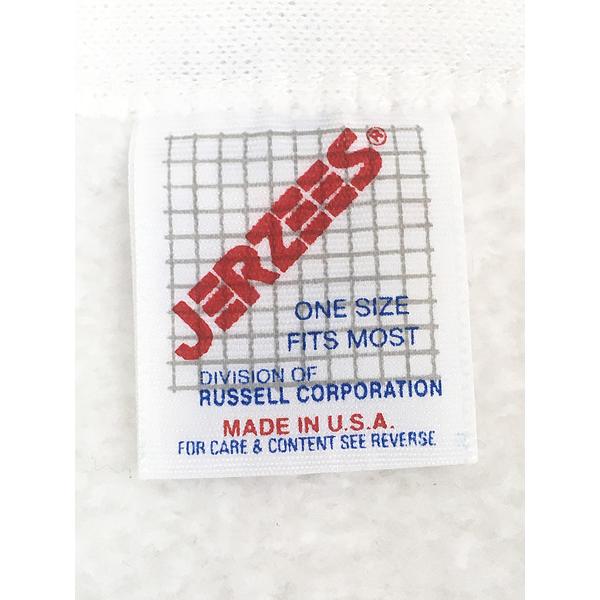 JERZEES®
ONE SIZE
FITS MOST
DIVISION OF
RUSSELL CORPORATION
MADE IN U.S.A.
FOR CARE & CONTENT SEE REVERSE